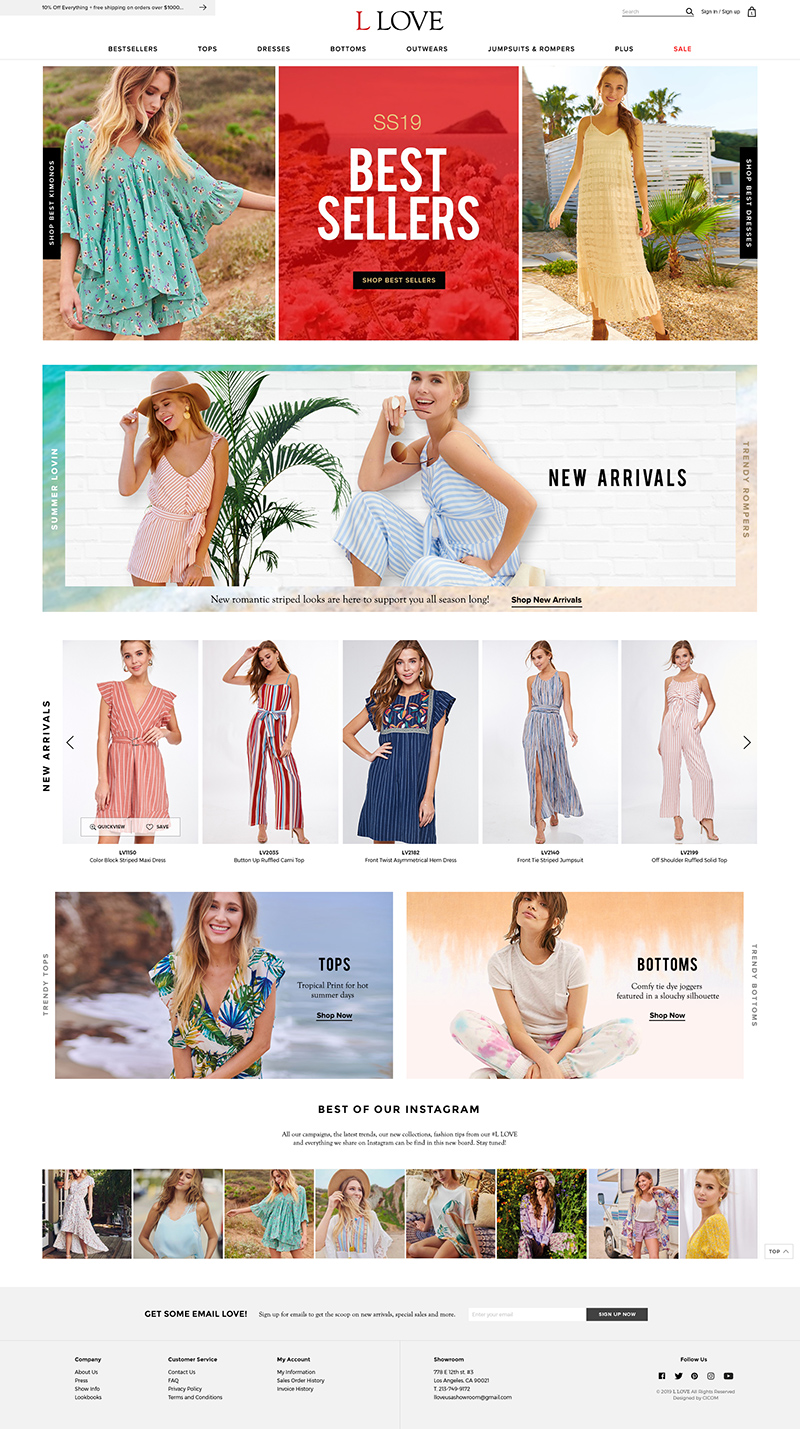 10% Off Everything + free shipping on orders over $1000...
L LOVE
Search
Sign In / Sign up
BESTSELLERS
TOPS
DRESSES
BOTTOMS
OUTWEARS
JUMPSUITS & ROMPERS
PLUS
SALE
SHOP BEST KIMONOS
SS19
BEST
SELLERS
SHOP BEST SELLERS
SHOP BEST DRESSES
SUMMER LOVIN
NEW ARRIVALS
TRENDY ROMPERS
New romantic striped looks are here to support you all season long!
Shop New Arrivals
NEW ARRIVALS
QUICKVIEW
SAVE
LV1150
Color Block Striped Maxi Dress
LV2035
Button Up Ruffled Cami Top
LV2182
Front Twist Asymmetrical Hem Dress
LV2140
Front Tie Striped Jumpsuit
LV2199
Off Shoulder Ruffled Solid Top
TRENDY TOPS
TOPS
Tropical Print for hot
summer days
Shop Now
BOTTOMS
Comfy tie dye joggers
featured in a slouchy silhouette
Shop Now
TRENDY BOTTOMS
BEST OF OUR INSTAGRAM
All our campaigns, the latest trends, our new collections, fashion tips from our #L LOVE
and everything we share on Instagram can be find in this new board. Stay tuned!
TOP
GET SOME EMAIL LOVE!
Sign up for emails to get the scoop on new arrivals, special sales and more.
Enter your email
SIGN UP NOW
Company
About Us
Press
Show Info
Lookbooks
Customer Service
Contact Us
FAQ
Privacy Policy
Terms and Conditions
My Account
My Information
Sales Order History
Invoice History
Showroom
778 E. 12th st. #3
Los Angeles, CA 90021
T. 213-749-9172
lloveusashowroom@gmail.com
Follow Us
© 2019 L LOVE All Rights Reserved
Designed by CICOM